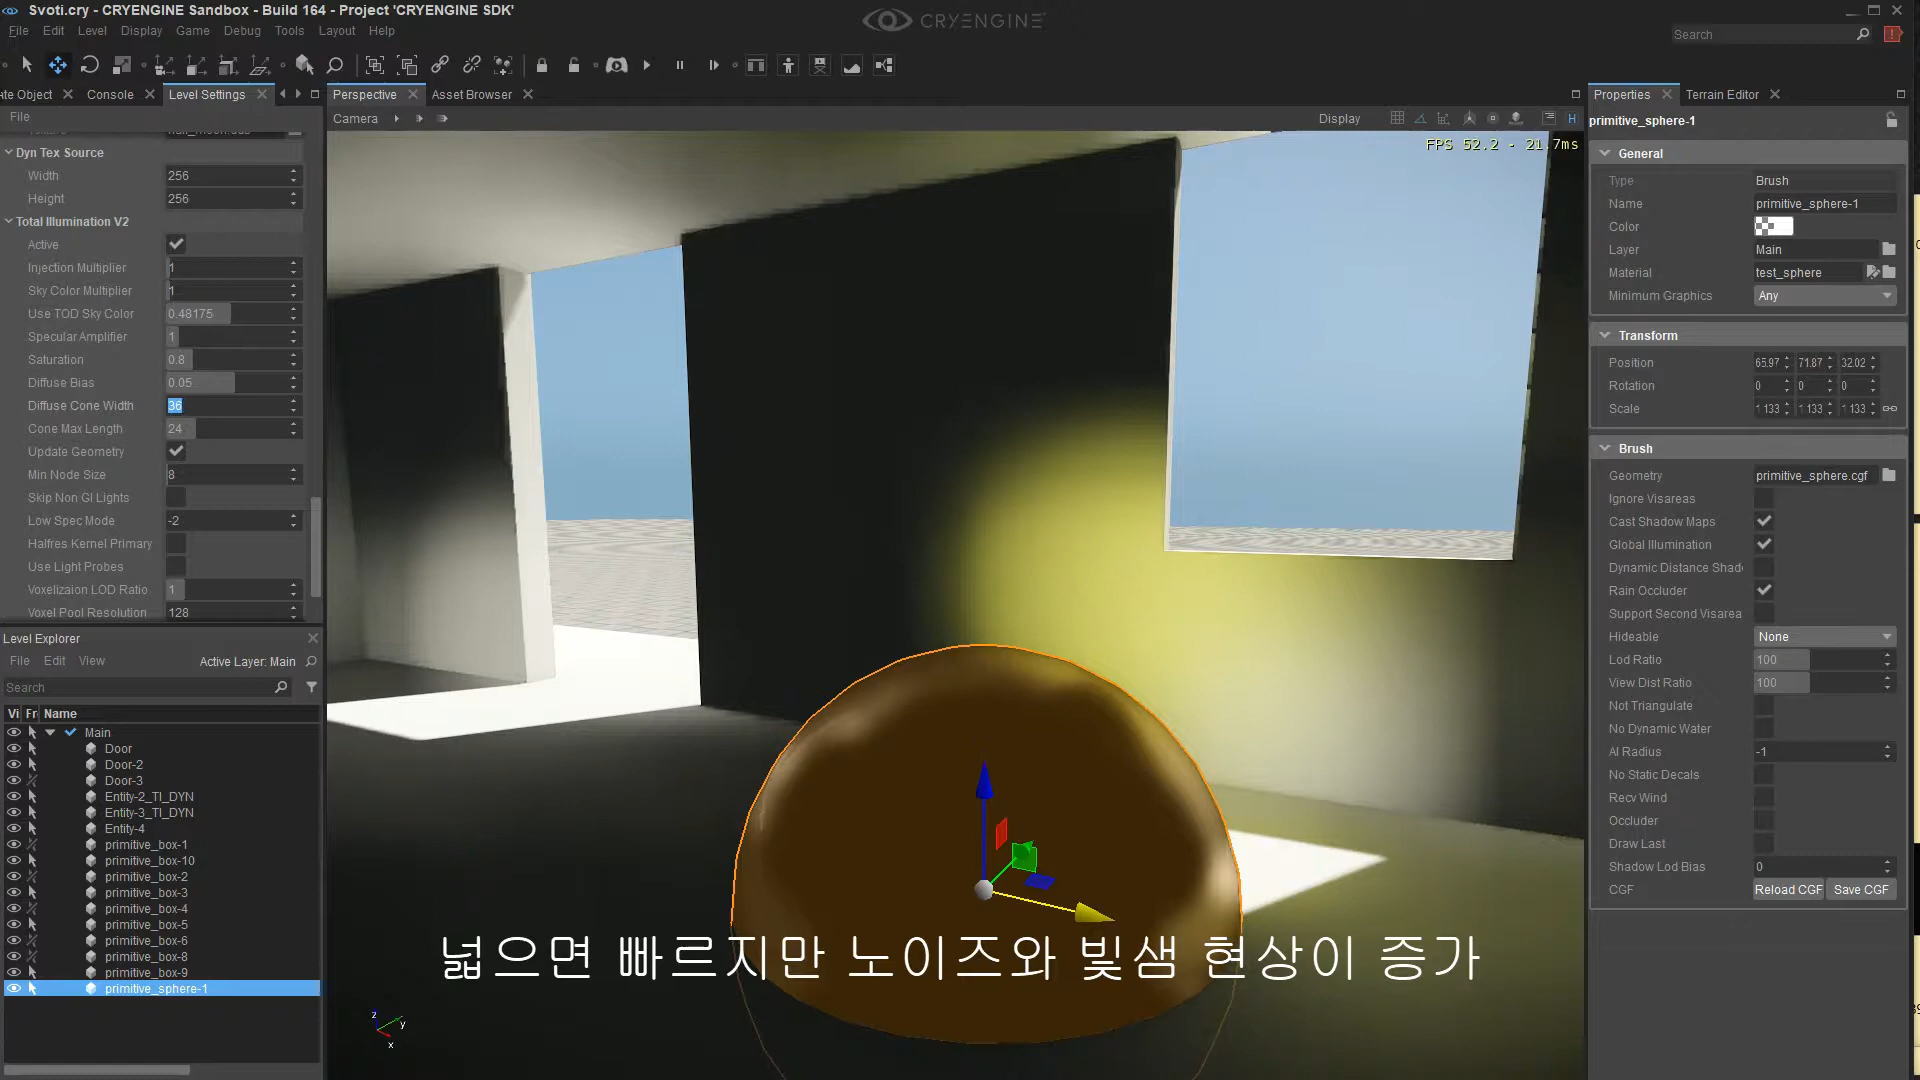 Svoti.cry - CRYENGINE Sandbox - Build 164 - Project 'CRYENGINE SDK'
CRYENGINE
File Edit Level Display Game Debug Tools Layout Help
Search
Console
Level Settings
Perspective
Asset Browser
Properties
Terrain Editor
File
Camera
Display
H
FPS 52.2 - 21.7ms
Dyn Tex Source
Width 256
Height 256
Total Illumination V2
Active
Injection Multiplier 1
Sky Color Multiplier 1
Use TOD Sky Color 0.48175
Specular Amplifier 1
Saturation 0.8
Diffuse Bias 0.05
Diffuse Cone Width 36
Cone Max Length 24
Update Geometry
Min Node Size 8
Skip Non GI Lights
Low Spec Mode -2
Halfres Kernel Primary
Use Light Probes
Voxelizaion LOD Ratio 1
Voxel Pool Resolution 128
Level Explorer
File Edit View Active Layer: Main
Search
Vi Fr Name
Main
Door
Door-2
Door-3
Entity-2_TI_DYN
Entity-3_TI_DYN
Entity-4
primitive_box-1
primitive_box-10
primitive_box-2
primitive_box-3
primitive_box-4
primitive_box-5
primitive_box-6
primitive_box-8
primitive_box-9
primitive_sphere-1
z
y
x
넓으면 빠르지만 노이즈와 빛샘 현상이 증가
primitive_sphere-1
General
Type Brush
Name primitive_sphere-1
Color
Layer Main
Material test_sphere
Minimum Graphics Any
Transform
Position 65.97 71.87 32.02
Rotation 0 0 0
Scale 1.133 1.133 1.133
Brush
Geometry primitive_sphere.cgf
Ignore Visareas
Cast Shadow Maps
Global Illumination
Dynamic Distance Shad
Rain Occluder
Support Second Visarea
Hideable None
Lod Ratio 100
View Dist Ratio 100
Not Triangulate
No Dynamic Water
AI Radius -1
No Static Decals
Recv Wind
Occluder
Draw Last
Shadow Lod Bias 0
CGF Reload CGF Save CGF